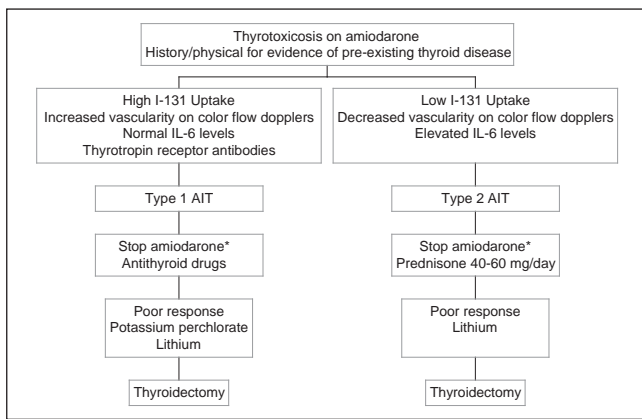 Thyrotoxicosis on amiodarone
History/physical for evidence of pre-existing thyroid disease
High I-131 Uptake
Increased vascularity on color flow dopplers
Normal IL-6 levels
Thyrotropin receptor antibodies
Low I-131 Uptake
Decreased vascularity on color flow dopplers
Elevated IL-6 levels
Type 1 AIT
Type 2 AIT
Stop amiodarone*
Antithyroid drugs
Stop amiodarone*
Prednisone 40-60 mg/day
Poor response
Potassium perchlorate
Lithium
Poor response
Lithium
Thyroidectomy
Thyroidectomy